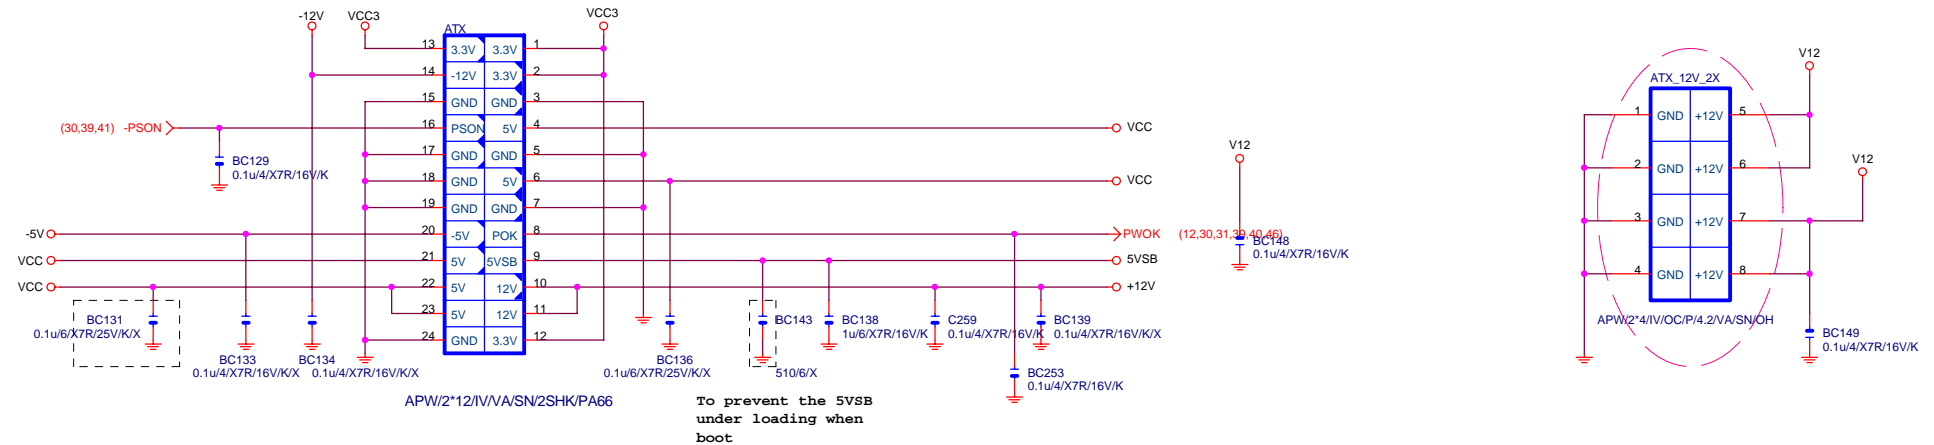 -12V
VCC3
VCC3
ATX
13 3.3V 3.3V 1
14 -12V 3.3V 2
15 GND GND 3
(30,39,41) -PSON 16 PSON 5V 4 VCC
17 GND GND 5
18 GND 5V 6 VCC
19 GND GND 7
-5V 20 -5V POK 8 PWOK (12,30,31,39,40,46)
VCC 21 5V 5VSB 9 5VSB
VCC 22 5V 12V 10 +12V
23 5V 12V 11
24 GND 3.3V 12
BC129
0.1u/4/X7R/16V/K
BC131
0.1u/6/X7R/25V/K/X
BC133
0.1u/4/X7R/16V/K/X
BC134
0.1u/4/X7R/16V/K/X
APW/2*12/IV/VA/SN/2SHK/PA66
BC136
0.1u/6/X7R/25V/K/X
BC143
510/6/X
BC138
1u/6/X7R/16V/K
C259
0.1u/4/X7R/16V/K
BC139
0.1u/4/X7R/16V/K/X
BC253
0.1u/4/X7R/16V/K
To prevent the 5VSB
under loading when
boot
V12
BC148
0.1u/4/X7R/16V/K
V12
ATX_12V_2X
1 GND +12V 5
2 GND +12V 6
V12
3 GND +12V 7
4 GND +12V 8
APW/2*4/IV/OC/P/4.2/VA/SN/OH
BC149
0.1u/4/X7R/16V/K